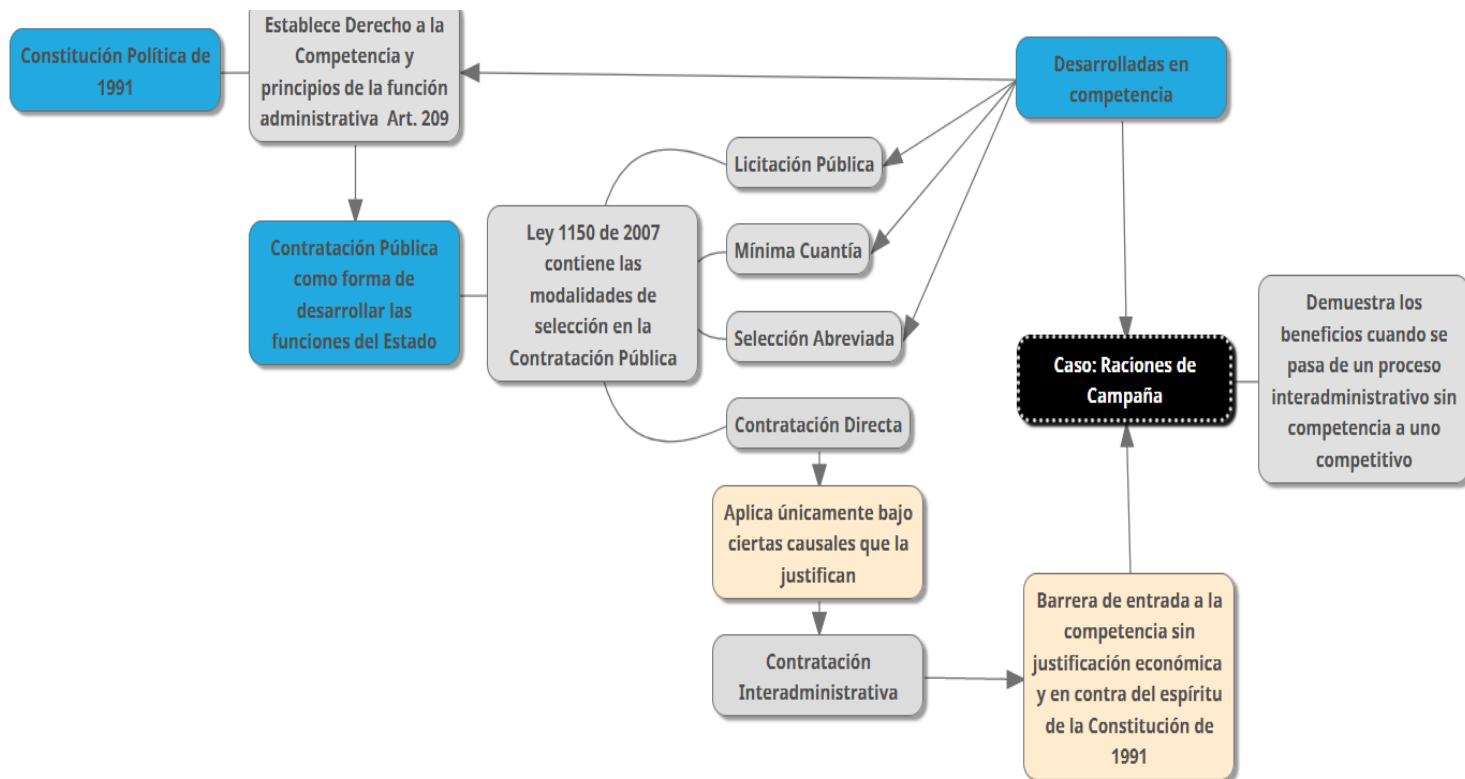 Constitución Política de
1991
Establece Derecho a la
Competencia y
principios de la función
administrativa Art. 209
Desarrolladas en
competencia
Licitación Pública
Contratación Pública
como forma de
desarrollar las
funciones del Estado
Ley 1150 de 2007
contiene las
modalidades de
selección en la
Contratación Pública
Mínima Cuantía
Selección Abreviada
Contratación Directa
Caso: Raciones de
Campaña
Demuestra los
beneficios cuando se
pasa de un proceso
interadministrativo sin
competencia a uno
competitivo
Aplica únicamente bajo
ciertas causales que la
justifican
Contratación
Interadministrativa
Barrera de entrada a la
competencia sin
justificación económica
y en contra del espíritu
de la Constitución de
1991